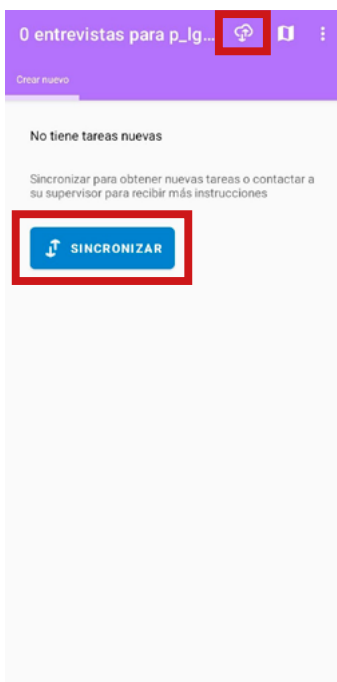 0 entrevistas para p_lg...
Crear nuevo
No tiene tareas nuevas
Sincronizar para obtener nuevas tareas o contactar a
su supervisor para recibir más instrucciones
SINCRONIZAR